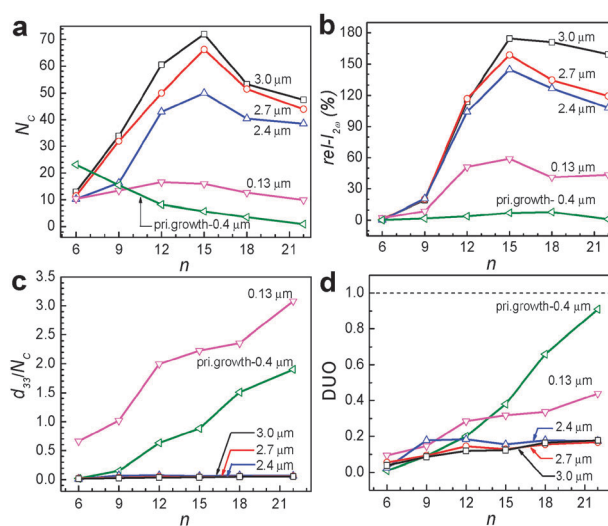 a
70
60
50
40
30
20
10
0
N_c
6 9 12 15 18 21
n
3.0 μm
2.7 μm
2.4 μm
0.13 μm
pri.growth-0.4 μm
b
180
150
120
90
60
30
0
rel-I_2ω (%)
6 9 12 15 18 21
n
3.0 μm
2.7 μm
2.4 μm
0.13 μm
pri.growth- 0.4 μm
c
3.5
3.0
2.5
2.0
1.5
1.0
0.5
0.0
d_33/N_c
6 9 12 15 18 21
n
0.13 μm
pri.growth-0.4 μm
3.0 μm
2.7 μm
2.4 μm
d
1.0
0.8
0.6
0.4
0.2
0.0
DUO
6 9 12 15 18 21
n
pri.growth-0.4 μm
0.13 μm
2.4 μm
2.7 μm
3.0 μm